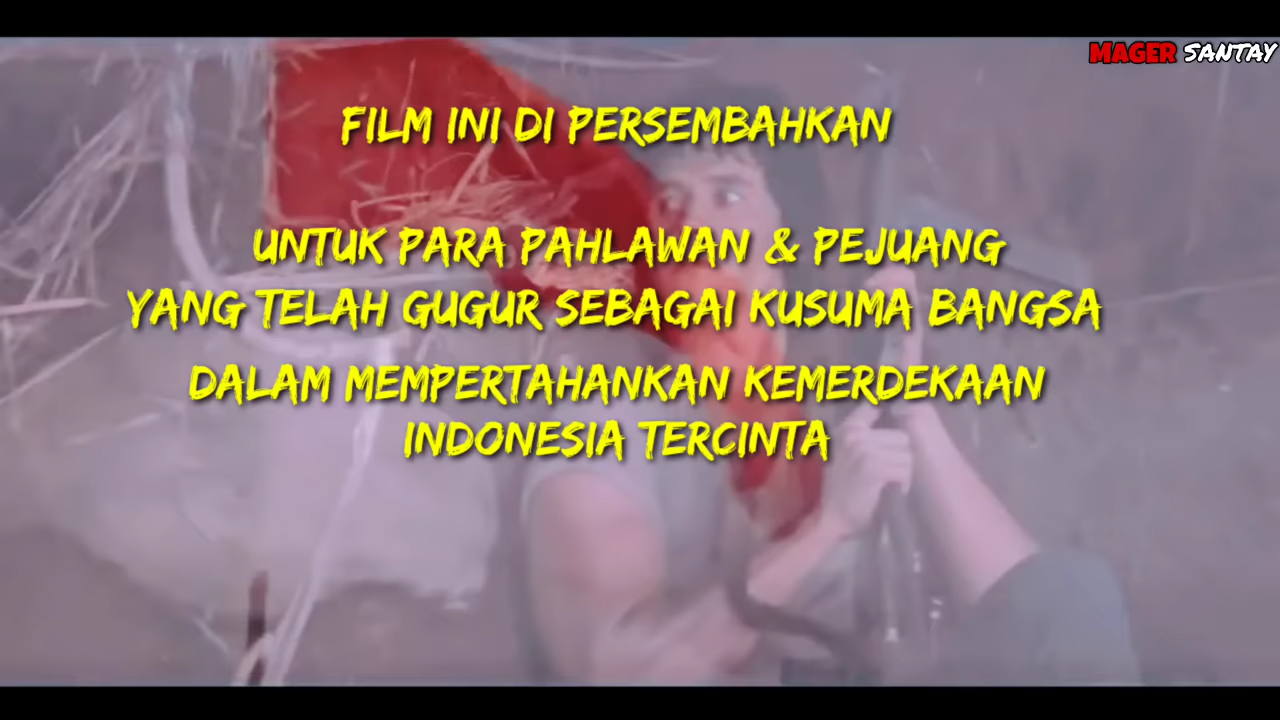 MAGER SANTAY
FILM INI DI PERSEMBAHKAN
UNTUK PARA PAHLAWAN & PEJUANG
YANG TELAH GUGUR SEBAGAI KUSUMA BANGSA
DALAM MEMPERTAHANKAN KEMERDEKAAN
INDONESIA TERCINTA